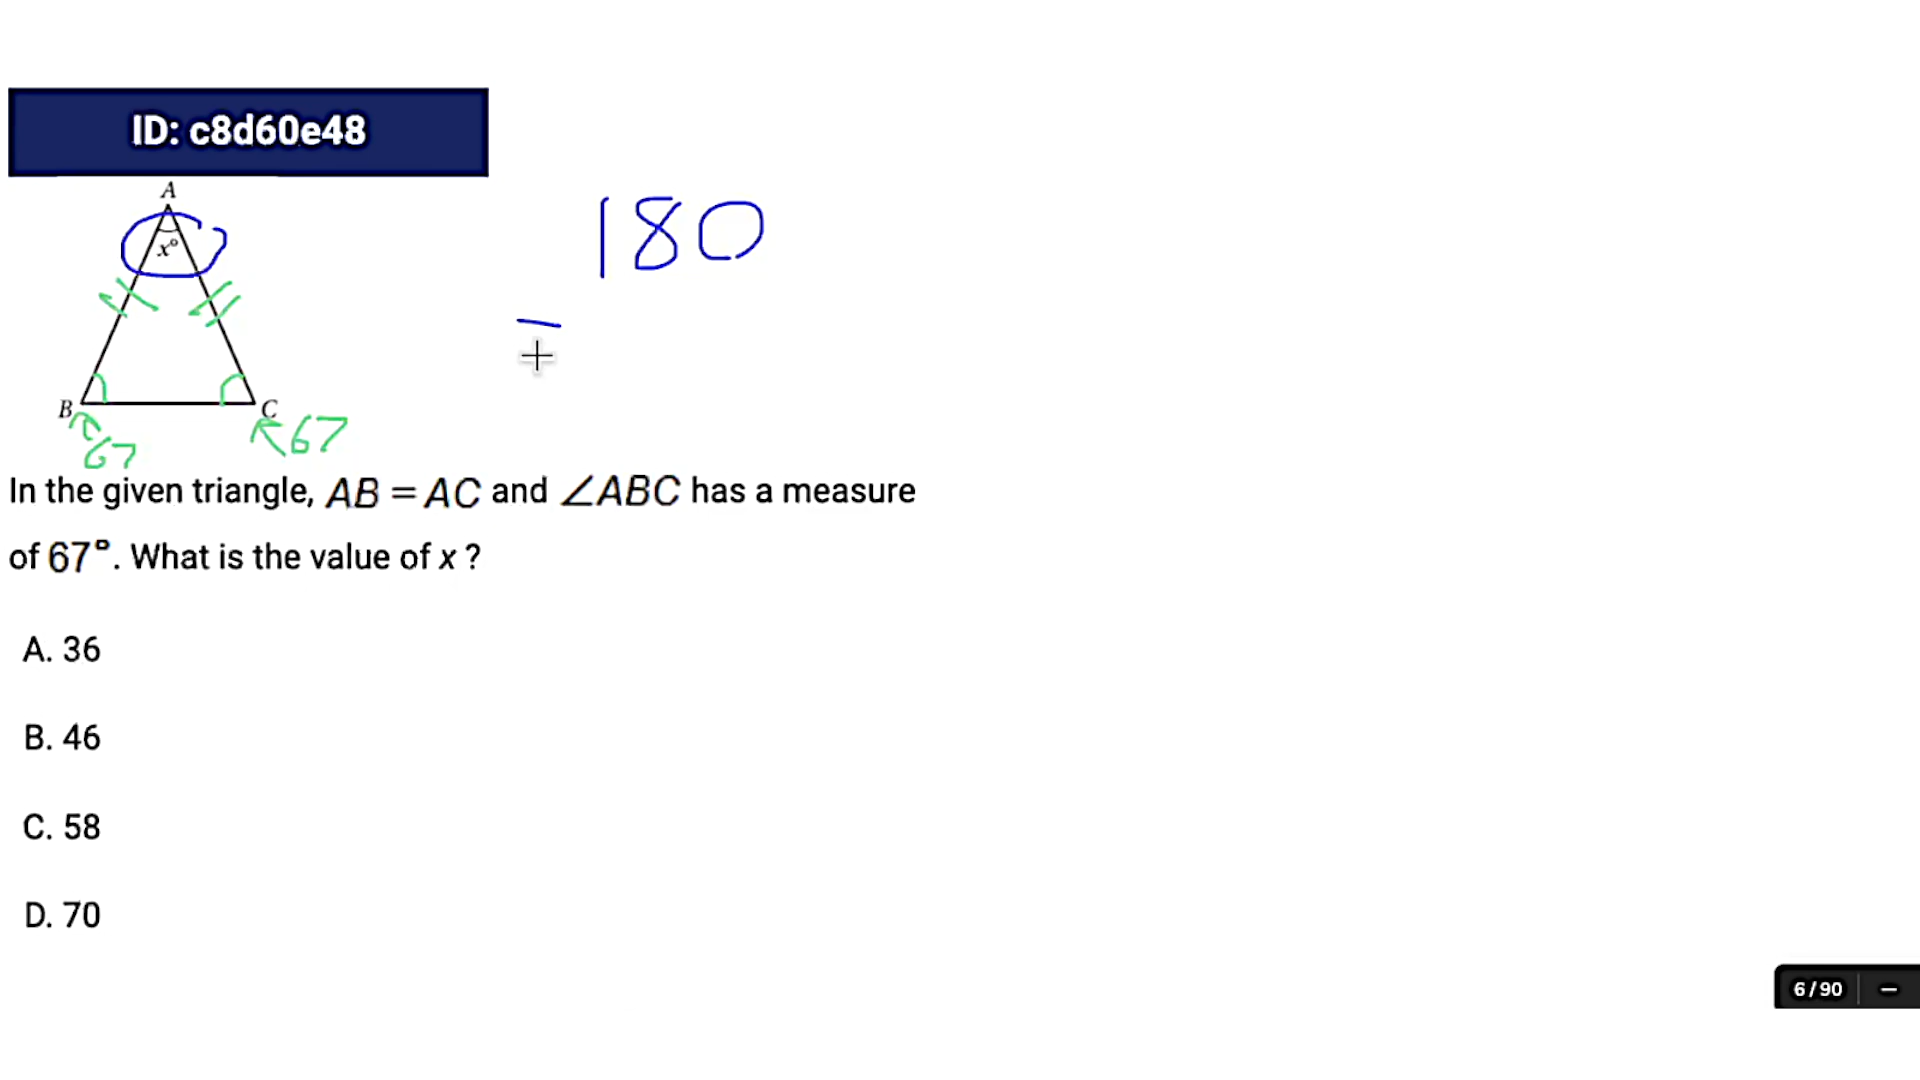 ID: c8d60e48
A
x°
180
−
B
C
67
67
In the given triangle, AB = AC and ∠ABC has a measure
of 67°. What is the value of x ?
A. 36
B. 46
C. 58
D. 70
6 / 90 −